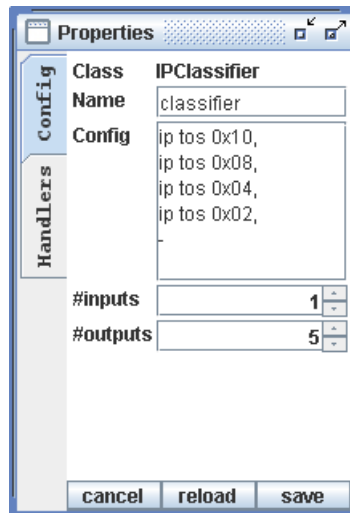 Properties
Config
Handlers
Class IPClassifier
Name classifier
Config ip tos 0x10,
ip tos 0x08,
ip tos 0x04,
ip tos 0x02,
-
#inputs 1
#outputs 5
cancel reload save